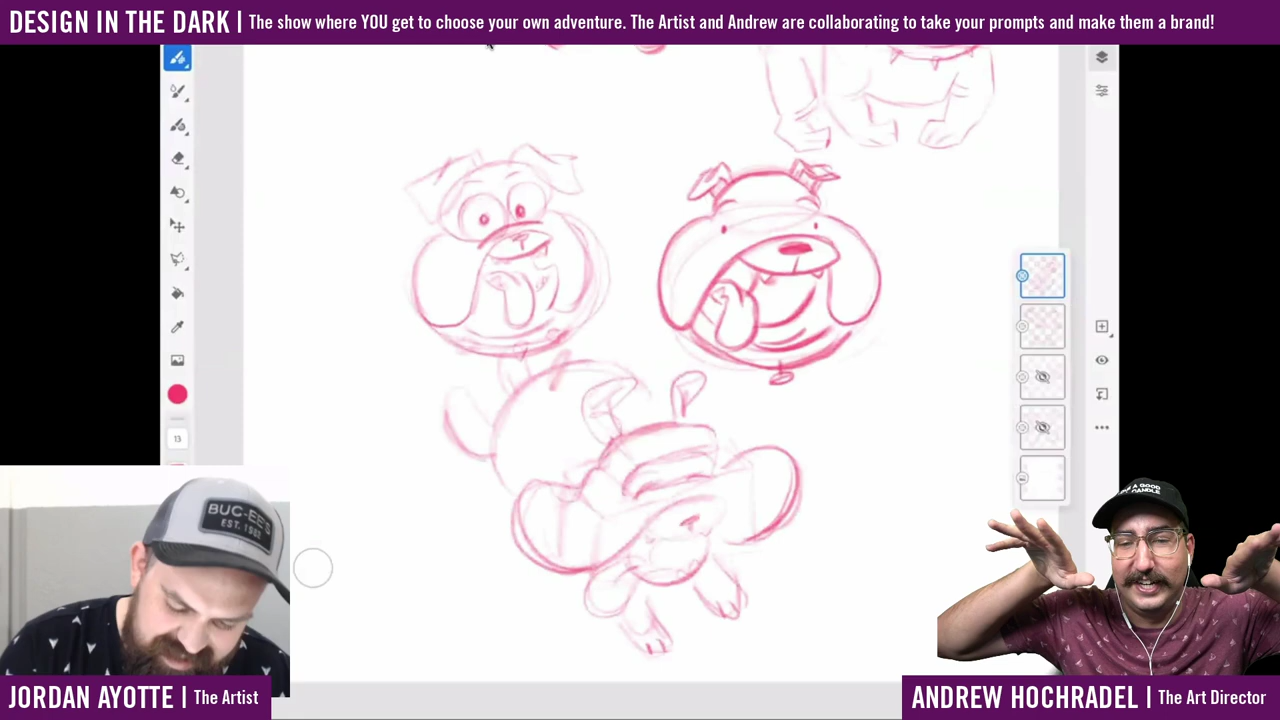 DESIGN IN THE DARK | The show where YOU get to choose your own adventure. The Artist and Andrew are collaborating to take your prompts and make them a brand!
13
BUC-EE'S
EST. 1982
A GOOD
HANDLE
JORDAN AYOTTE | The Artist
ANDREW HOCHRADEL | The Art Director